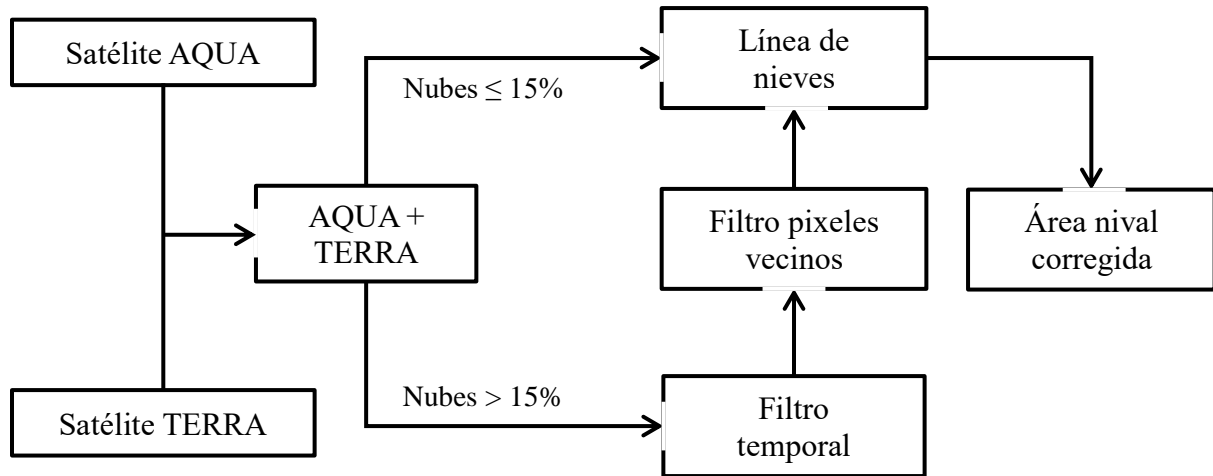 Satélite AQUA
Línea de
nieves
Nubes ≤ 15%
AQUA +
TERRA
Filtro pixeles
vecinos
Área nival
corregida
Nubes > 15%
Satélite TERRA
Filtro
temporal